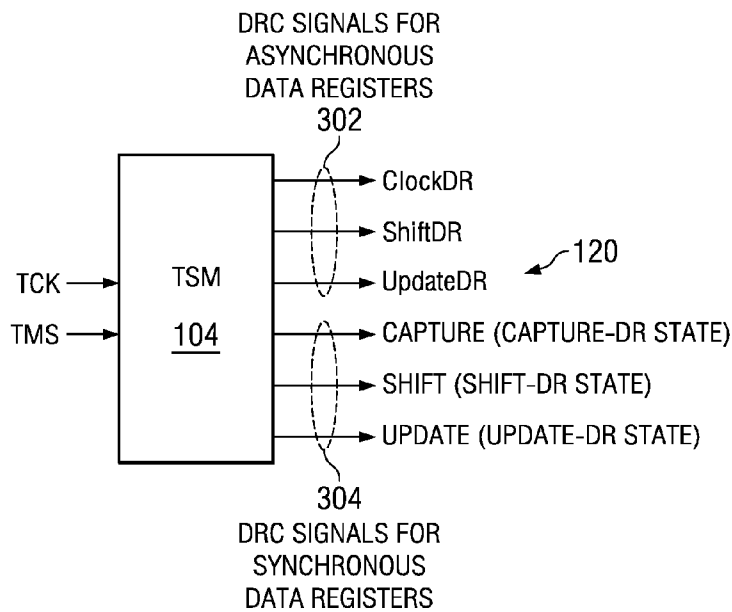 DRC SIGNALS FOR
ASYNCHRONOUS
DATA REGISTERS
302
ClockDR
ShiftDR
UpdateDR
120
TCK
TMS
TSM
104
CAPTURE (CAPTURE-DR STATE)
SHIFT (SHIFT-DR STATE)
UPDATE (UPDATE-DR STATE)
304
DRC SIGNALS FOR
SYNCHRONOUS
DATA REGISTERS